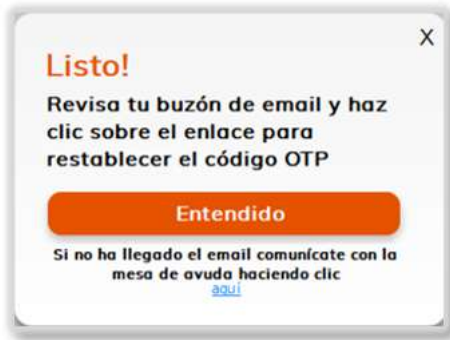 X
Listo!
Revisa tu buzón de email y haz
clic sobre el enlace para
restablecer el código OTP
Entendido
Si no ha llegado el email comunícate con la
mesa de avuda haciendo clic
aquí